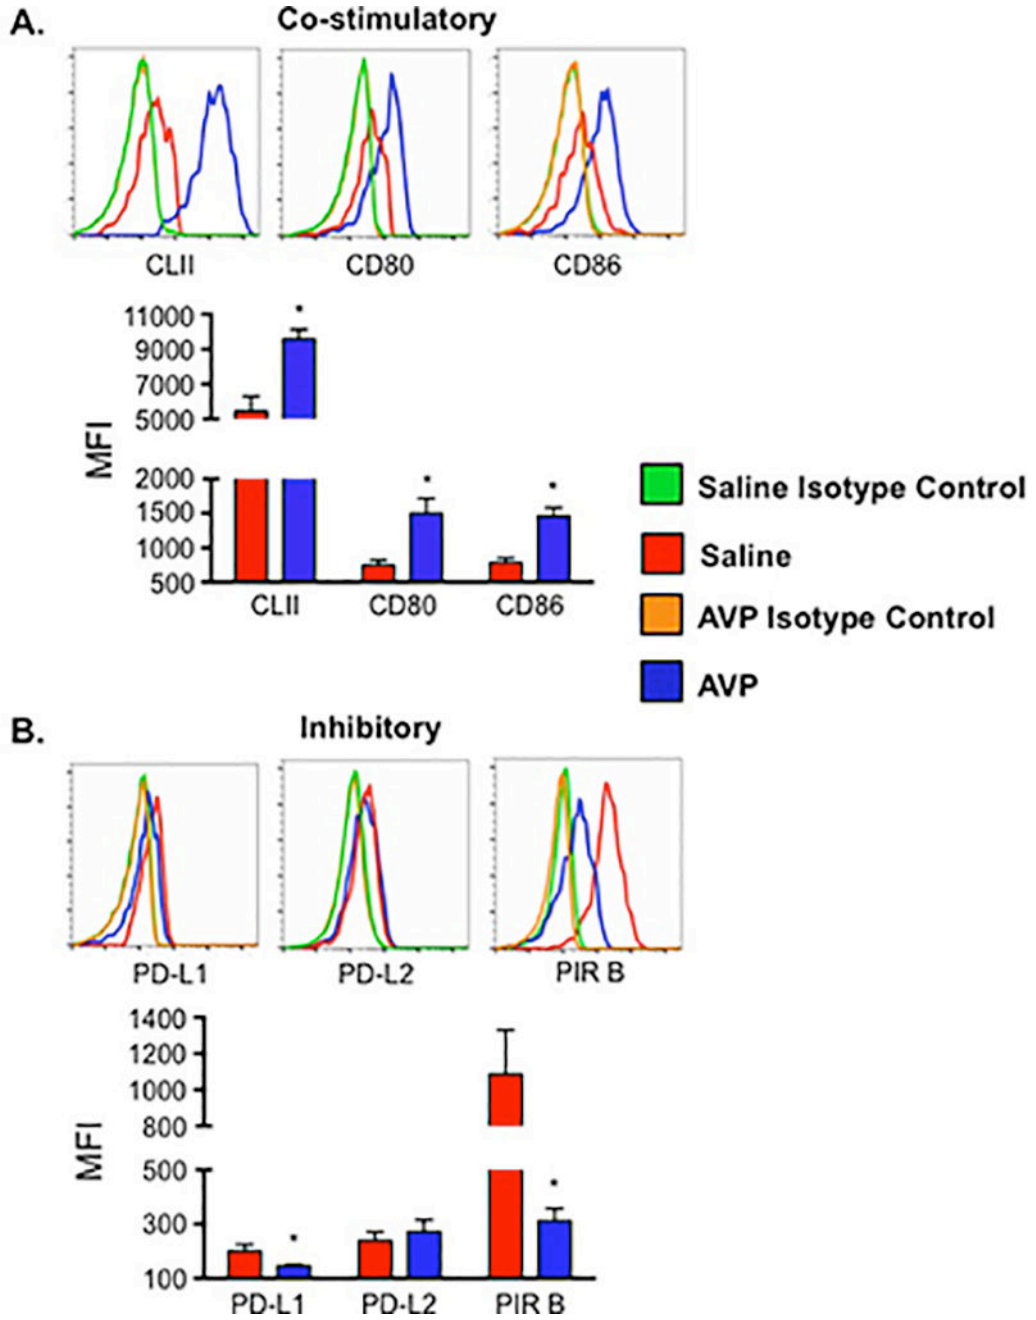 A.
Co-stimulatory
CLII CD80 CD86
11000
9000
7000
5000
MFI
2000
1500
1000
500
CLII CD80 CD86
Saline Isotype Control
Saline
AVP Isotype Control
AVP
B.
Inhibitory
PD-L1 PD-L2 PIR B
1400
1200
1000
800
MFI
500
300
100
PD-L1 PD-L2 PIR B